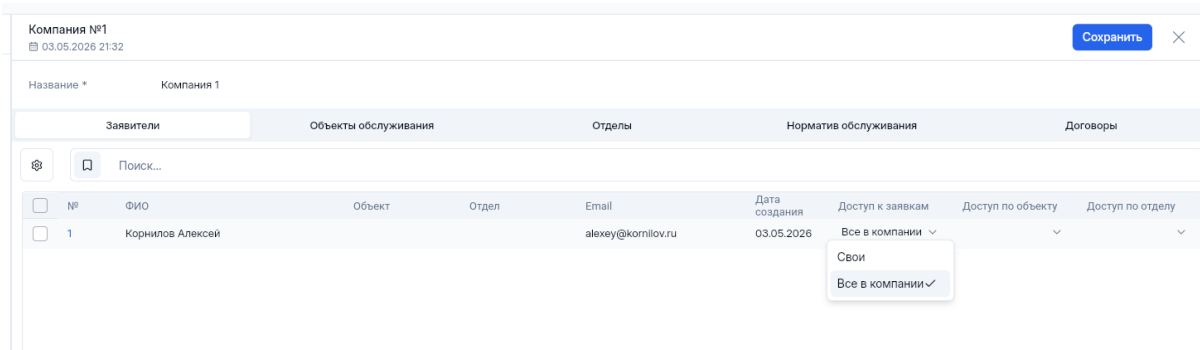 Компания №1
03.05.2026 21:32
Сохранить
Название *
Компания 1
Заявители
Объекты обслуживания
Отделы
Норматив обслуживания
Договоры
Поиск...
№
ФИО
Объект
Отдел
Email
Дата
создания
Доступ к заявкам
Доступ по объекту
Доступ по отделу
1
Корнилов Алексей
alexey@kornilov.ru
03.05.2026
Все в компании
Свои
Все в компании